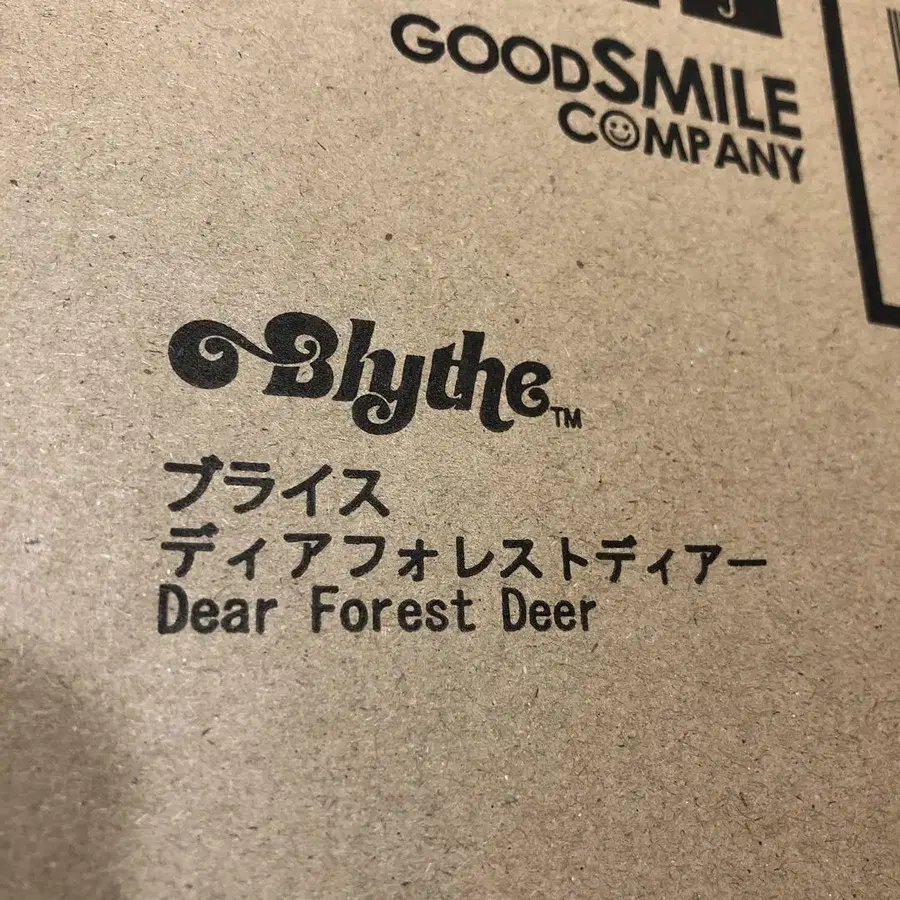 GOODSMILE
COMPANY
Blythe™
ブライス
ディアフォレストディアー
Dear Forest Deer